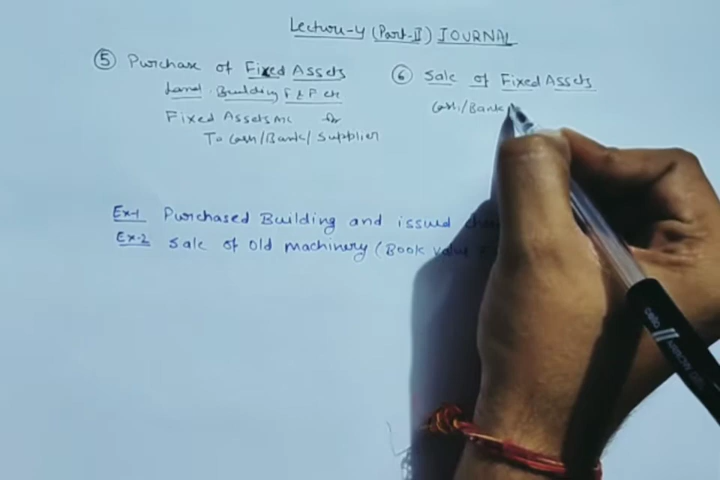 Lecture-4 (Part-II) JOURNAL
⑤ Purchase of Fixed Assets
Land Building F & F etc
Fixed Assets A/c Dr
To Cash/Bank/Supplier
⑥ Sale of Fixed Assets
Cash/Bank
Ex-1 Purchased Building and issued
Ex-2 Sale of Old machinery (Book value
cello